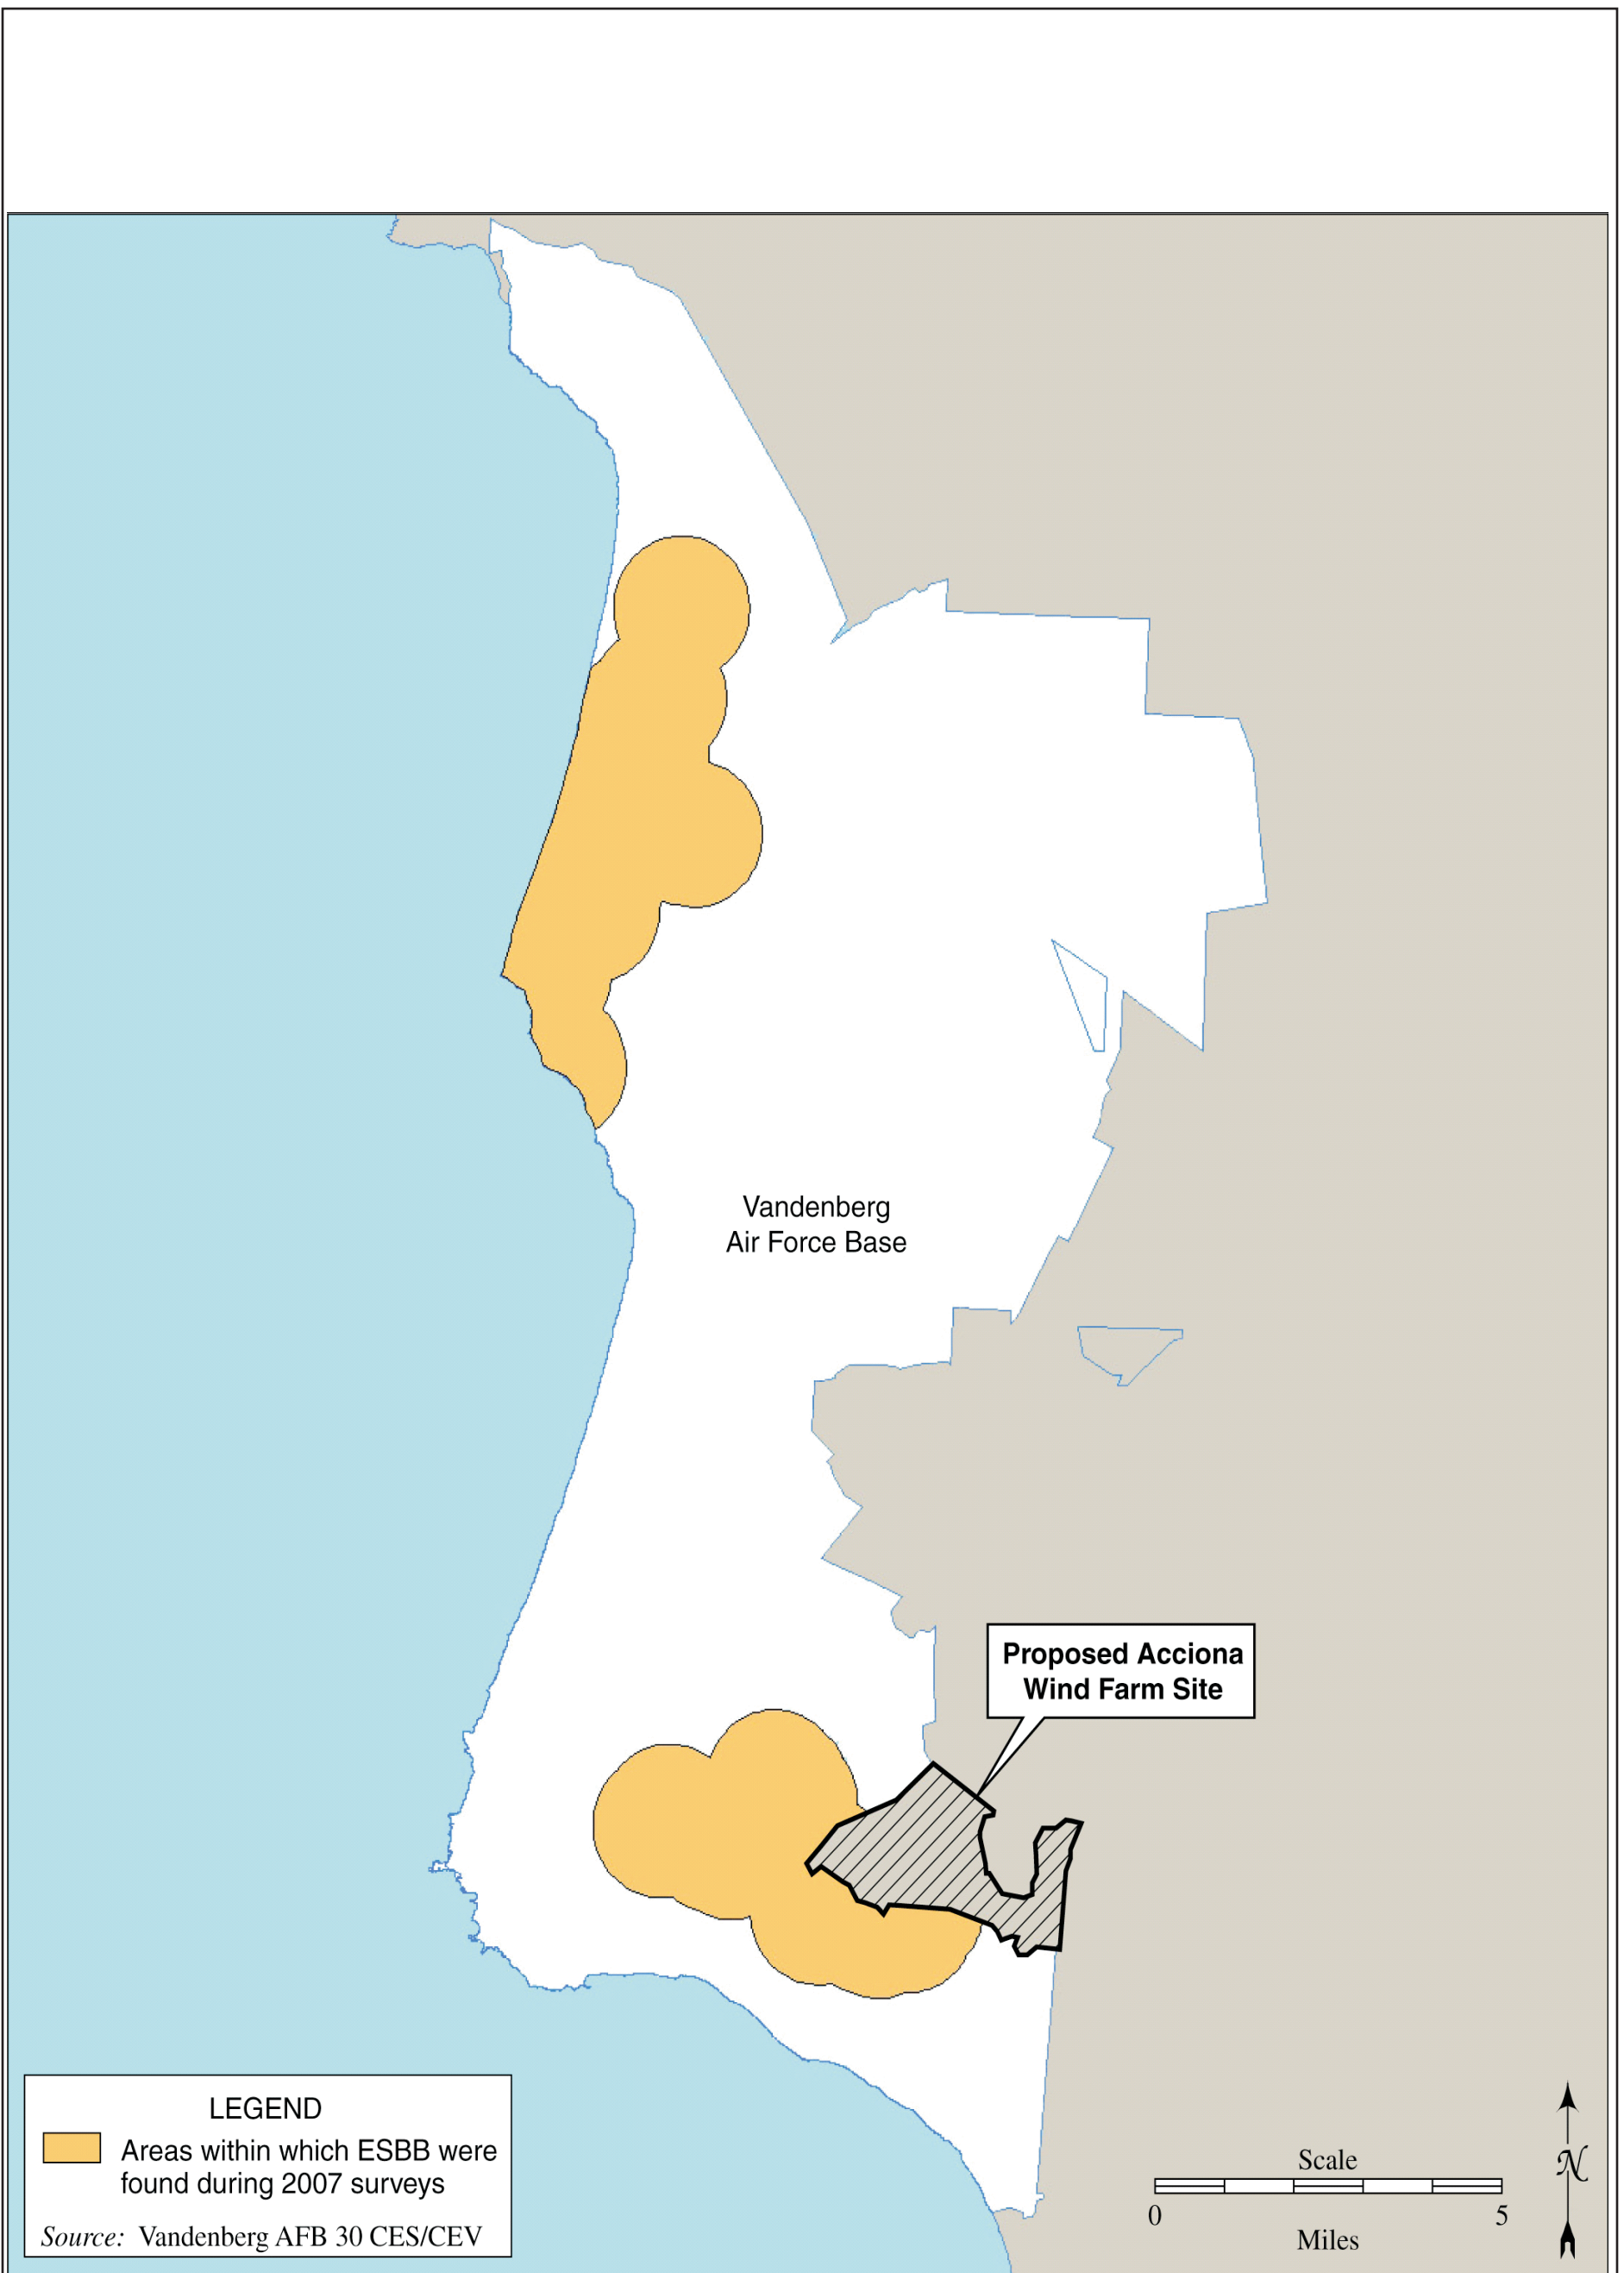 Vandenberg
Air Force Base
Proposed Acciona
Wind Farm Site
LEGEND
Areas within which ESBB were
found during 2007 surveys
Source: Vandenberg AFB 30 CES/CEV
Scale
0 5
Miles
N